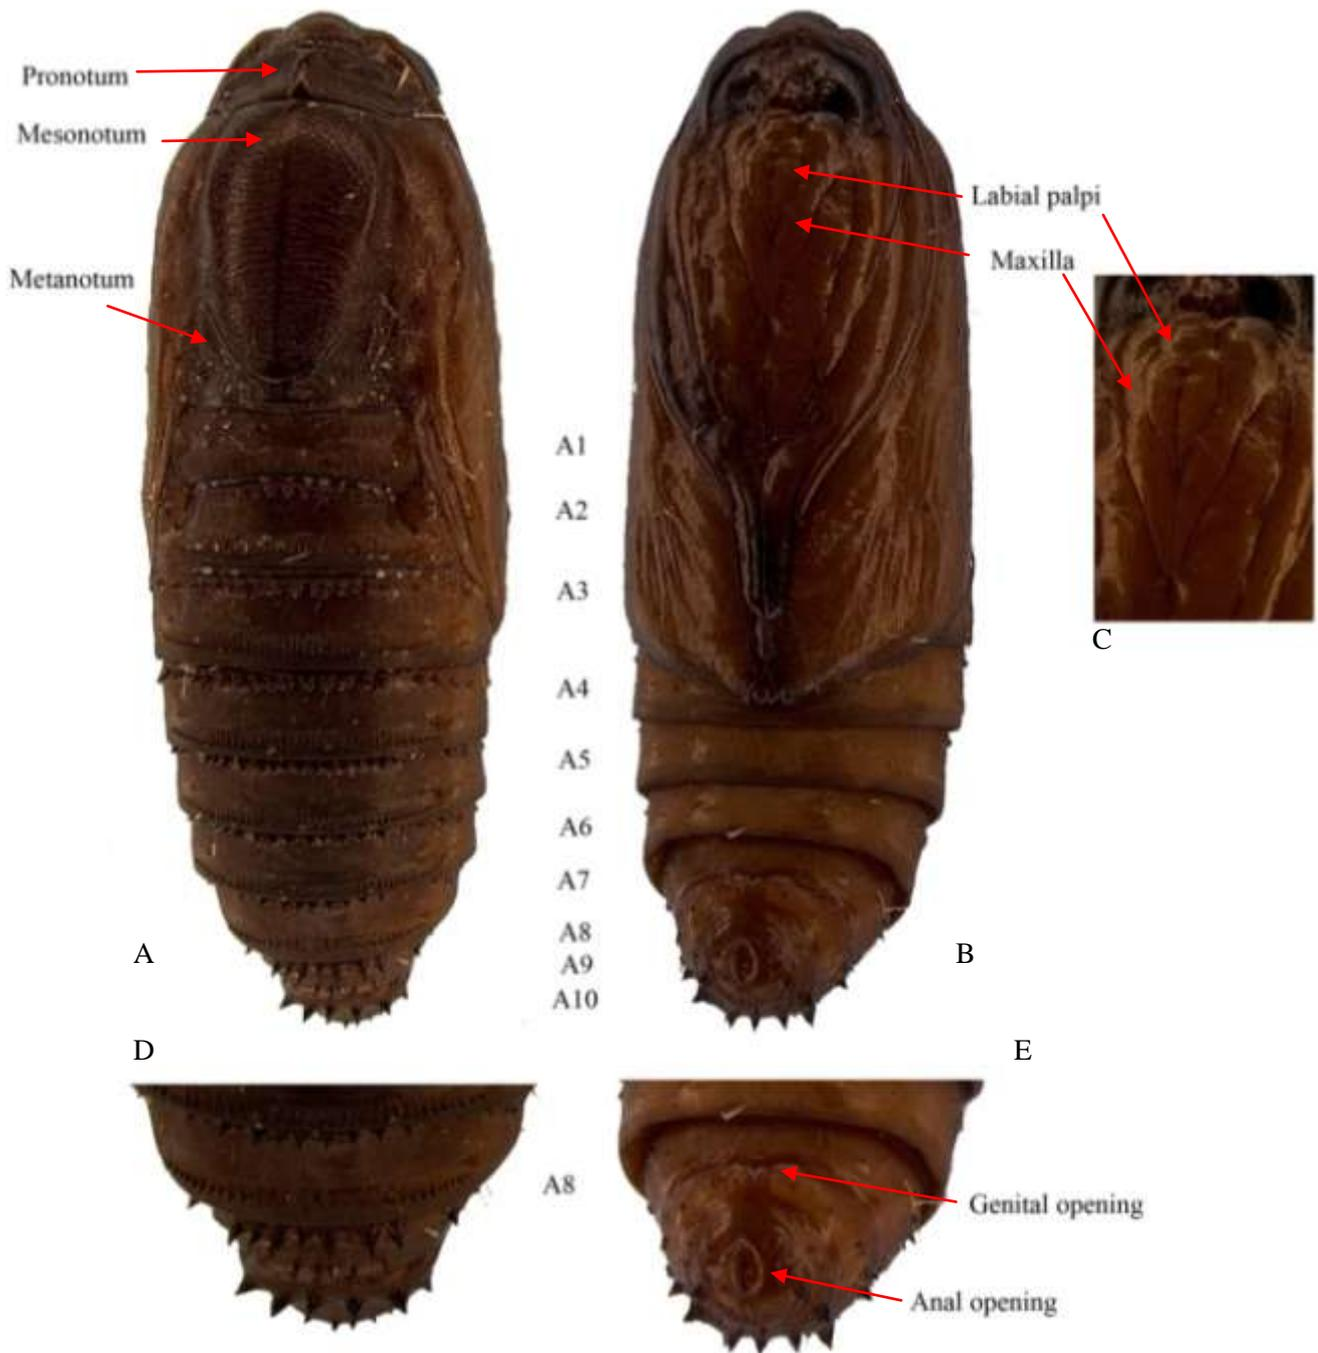 Pronotum
Mesonotum
Labial palpi
Maxilla
Metanotum
A1
A2
A3
C
A4
A5
A6
A7
A8
A
B
A9
A10
D
E
A8
Genital opening
Anal opening